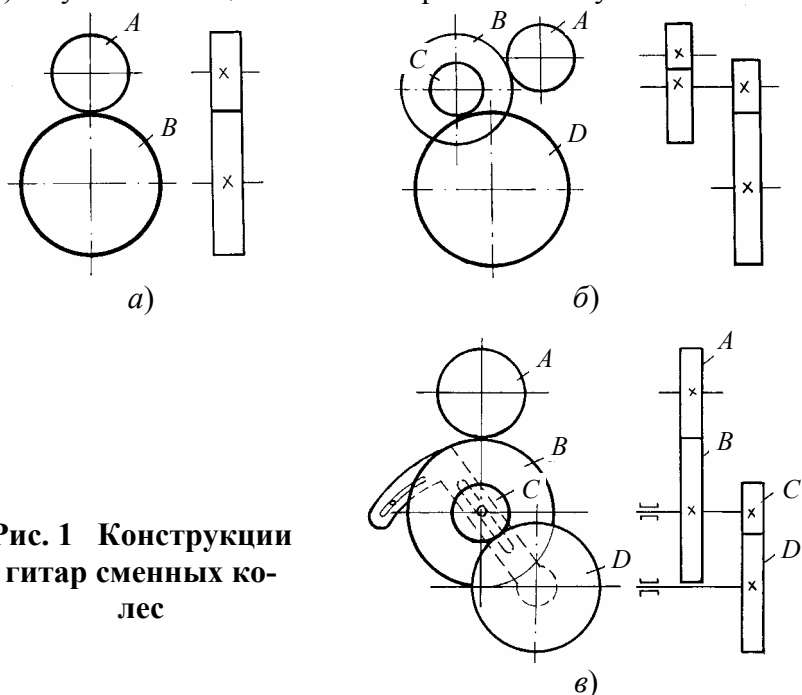 A
B
а)
B
A
C
D
б)
A
B
C
D
A
B
C
D
в)
Рис. 1 Конструкции
гитар сменных ко-
лес